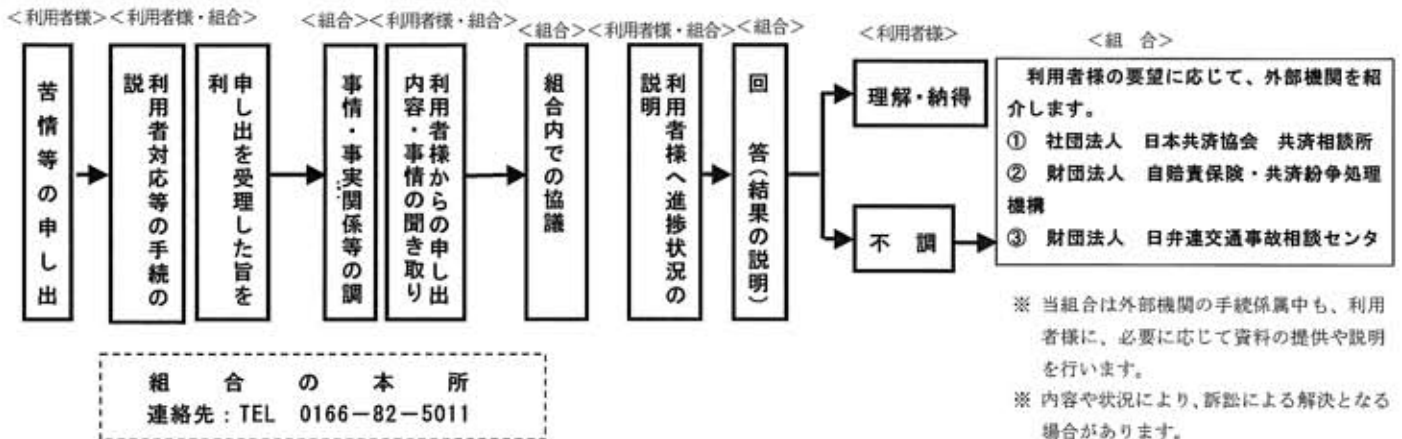 <利用者様><利用者様・組合>
<組合><利用者様・組合>
<組合><利用者様・組合><組合>
<利用者様>
<組 合>
苦情等の申し出
利用者対応等の手続の
説
申し出を受理した旨を
利
事情・事実関係等の調
利用者様からの申し出
内容・事情の聞き取り
組合内での協議
利用者様へ進捗状況の
説明
回 答(結果の説明)
理解・納得
不 調
利用者様の要望に応じて、外部機関を紹
介します。
① 社団法人 日本共済協会 共済相談所
② 財団法人 自賠責保険・共済紛争処理
機構
③ 財団法人 日弁連交通事故相談センタ
※ 当組合は外部機関の手続係属中も、利用
者様に、必要に応じて資料の提供や説明
を行います。
※ 内容や状況により、訴訟による解決となる
場合があります。
組 合 の 本 所
連絡先:TEL 0166-82-5011